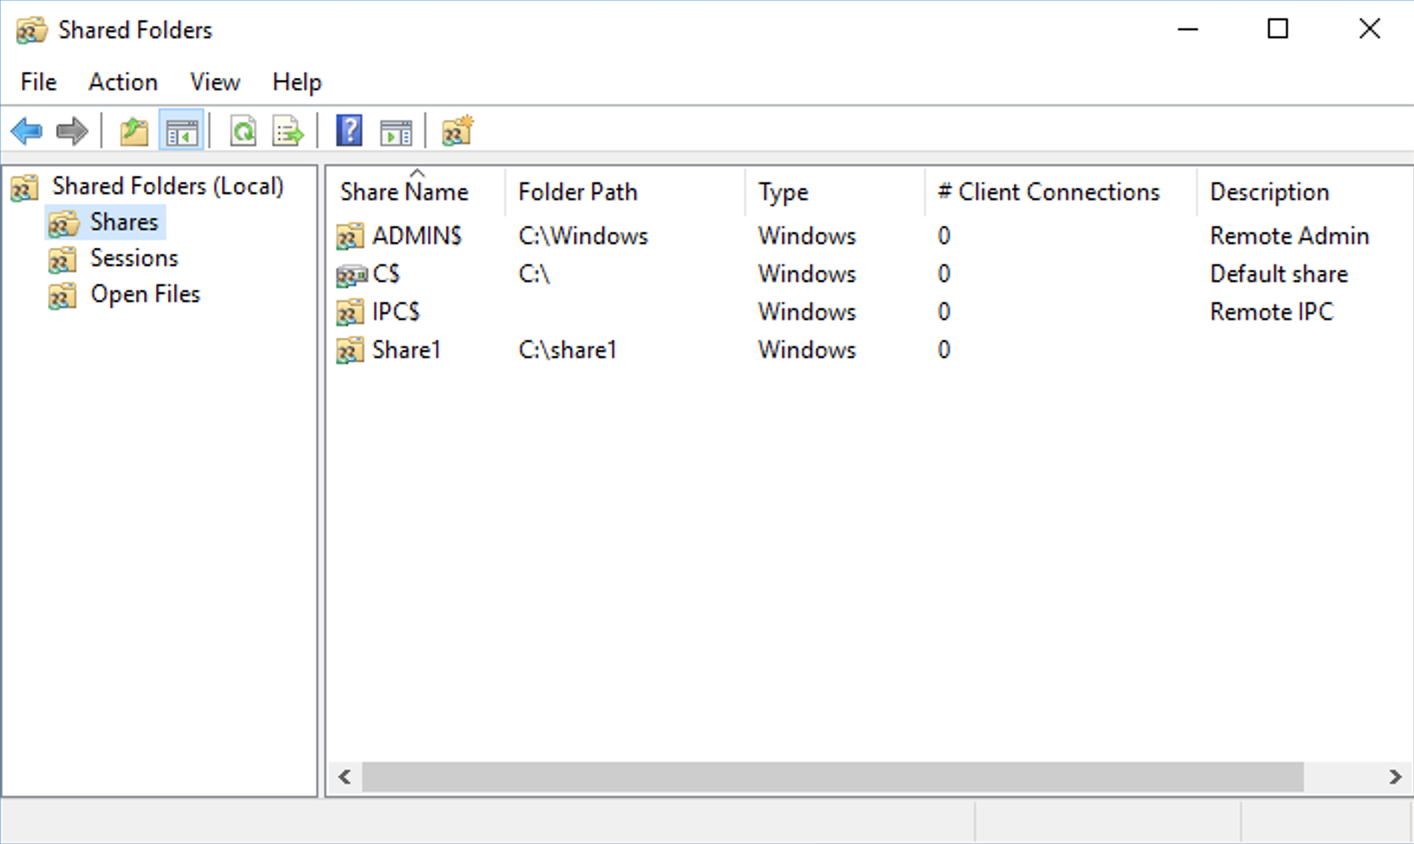 Shared Folders
File Action View Help
Shared Folders (Local)
Shares
Sessions
Open Files
Share Name Folder Path Type # Client Connections Description
ADMIN$ C:\Windows Windows 0 Remote Admin
C$ C:\ Windows 0 Default share
IPC$ Windows 0 Remote IPC
Share1 C:\share1 Windows 0